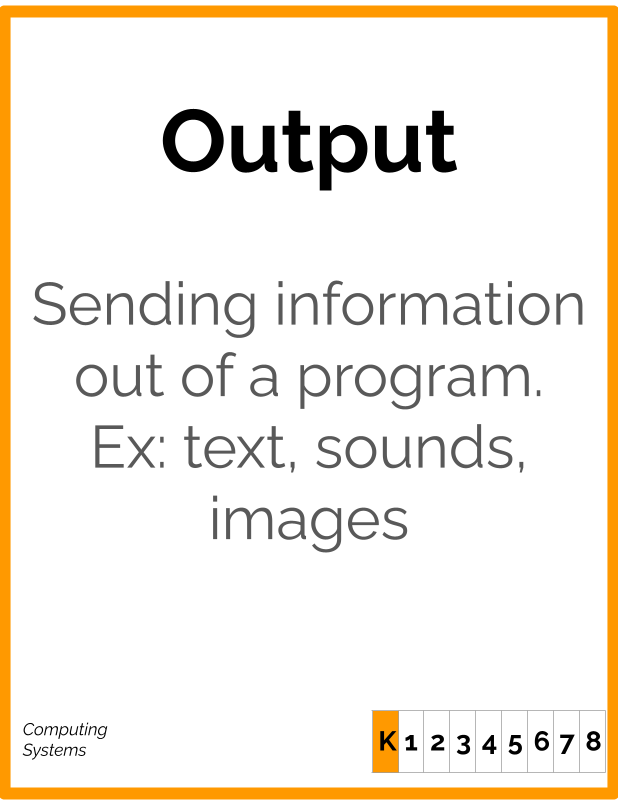 Output
Sending information
out of a program.
Ex: text, sounds,
images
Computing
Systems
K 1 2 3 4 5 6 7 8